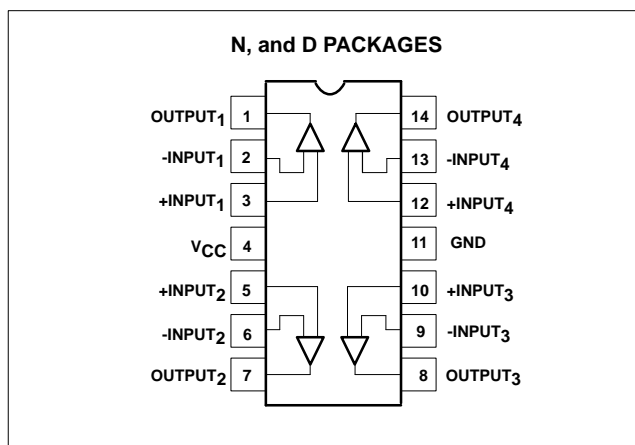 N, and D PACKAGES
OUTPUT1 1 14 OUTPUT4
-INPUT1 2 13 -INPUT4
+INPUT1 3 12 +INPUT4
VCC 4 11 GND
+INPUT2 5 10 +INPUT3
-INPUT2 6 9 -INPUT3
OUTPUT2 7 8 OUTPUT3